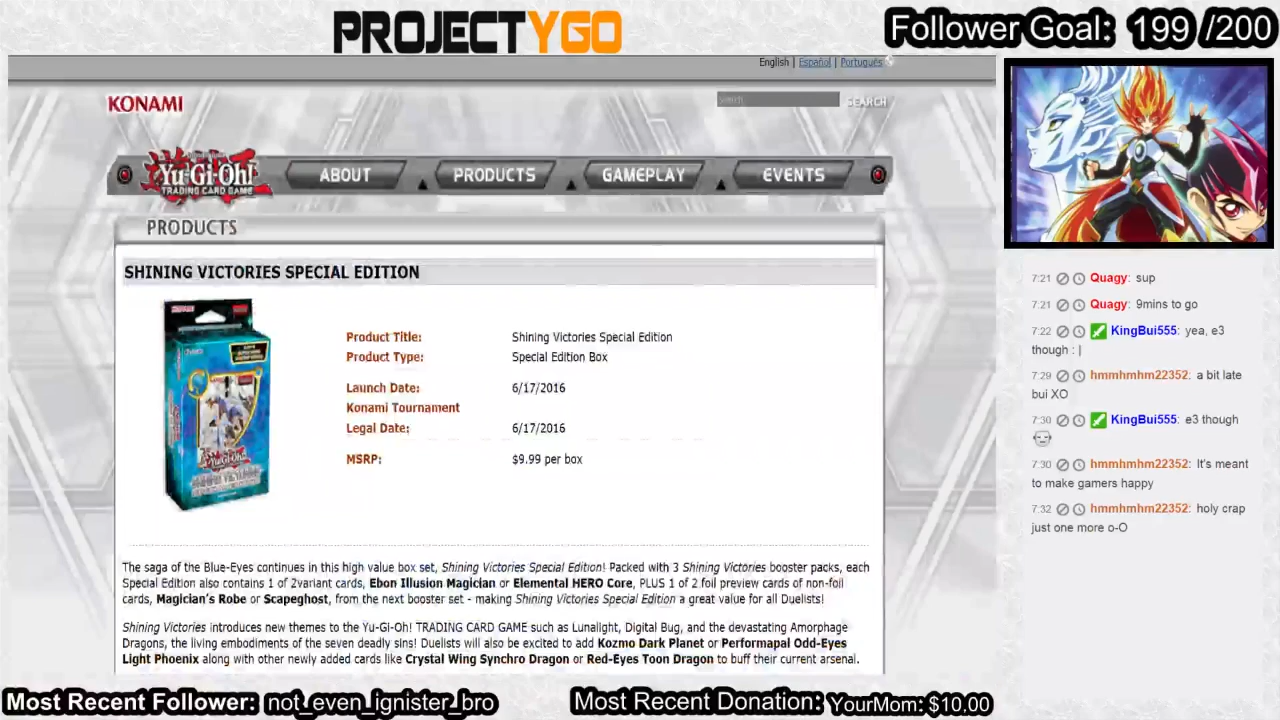 PROJECTYGO
Follower Goal: 199 /200
English | Español | Português
KONAMI
Search
SEARCH
Yu-Gi-Oh!
TRADING CARD GAME
ABOUT
PRODUCTS
GAMEPLAY
EVENTS
PRODUCTS
SHINING VICTORIES SPECIAL EDITION
Product Title: Shining Victories Special Edition
Product Type: Special Edition Box
Launch Date: 6/17/2016
Konami Tournament
Legal Date: 6/17/2016
MSRP: $9.99 per box
The saga of the Blue-Eyes continues in this high value box set, Shining Victories Special Edition! Packed with 3 Shining Victories booster packs, each
Special Edition also contains 1 of 2variant cards, Ebon Illusion Magician or Elemental HERO Core, PLUS 1 of 2 foil preview cards of non-foil
cards, Magician's Robe or Scapeghost, from the next booster set - making Shining Victories Special Edition a great value for all Duelists!
Shining Victories introduces new themes to the Yu-Gi-Oh! TRADING CARD GAME such as Lunalight, Digital Bug, and the devastating Amorphage
Dragons, the living embodiments of the seven deadly sins! Duelists will also be excited to add Kozmo Dark Planet or Performapal Odd-Eyes
Light Phoenix along with other newly added cards like Crystal Wing Synchro Dragon or Red-Eyes Toon Dragon to buff their current arsenal.
7:21 Quagy: sup
7:21 Quagy: 9mins to go
7:22 KingBui555: yea, e3
though : |
7:29 hmmhmhm22352: a bit late
bui XO
7:30 KingBui555: e3 though
7:30 hmmhmhm22352: It's meant
to make gamers happy
7:32 hmmhmhm22352: holy crap
just one more o-O
Most Recent Follower: not_even_ignister_bro
Most Recent Donation: YourMom: $10.00